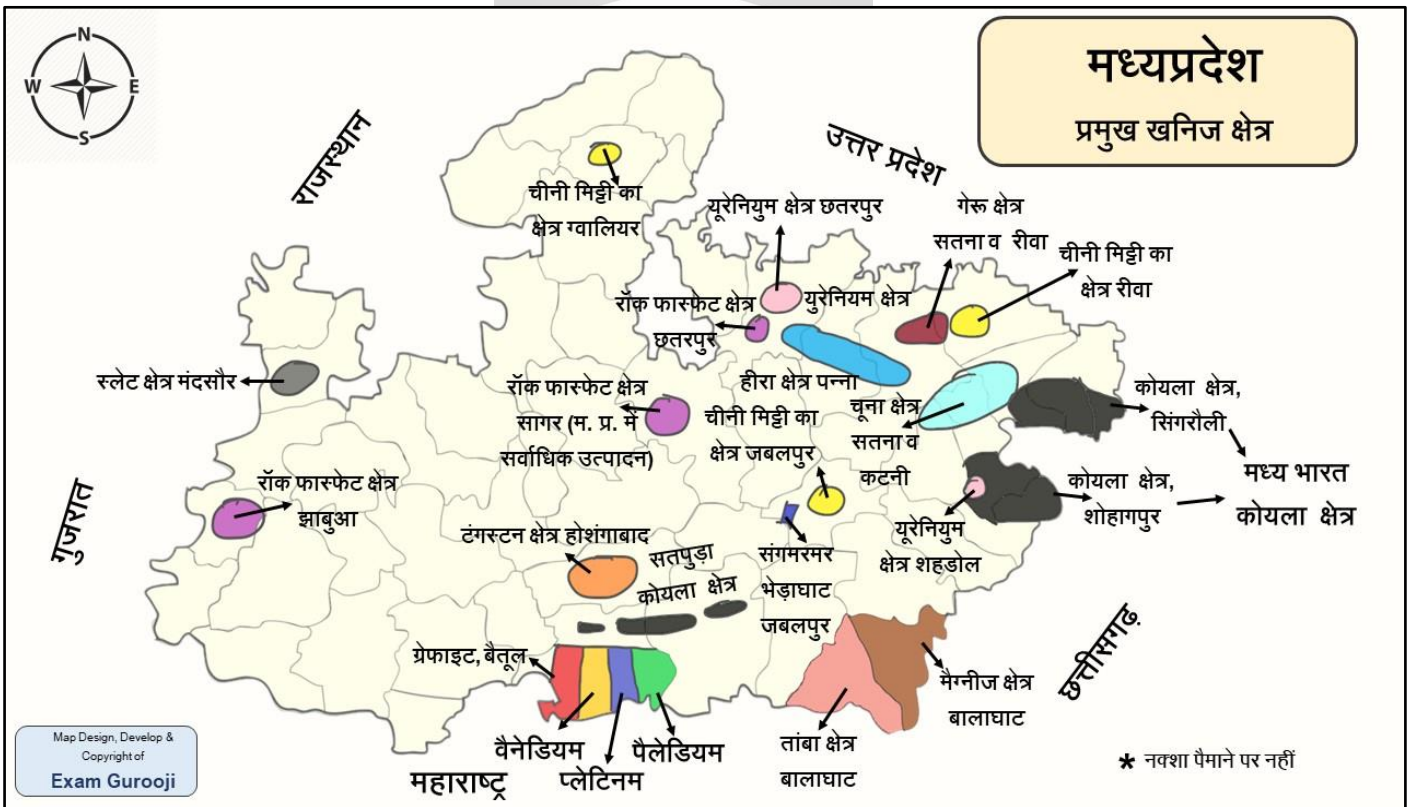 मध्यप्रदेश
प्रमुख खनिज क्षेत्र
N
W
E
S
राजस्थान
उत्तर प्रदेश
चीनी मिट्टी का
क्षेत्र ग्वालियर
यूरेनियुम क्षेत्र छतरपुर
गेरू क्षेत्र
सतना व रीवा
चीनी मिट्टी का
क्षेत्र रीवा
रॉक फास्फेट क्षेत्र
छतरपुर
युरेनियम क्षेत्र
स्लेट क्षेत्र मंदसौर
रॉक फास्फेट क्षेत्र
सागर (म. प्र. में
सर्वाधिक उत्पादन)
हीरा क्षेत्र पन्ना
चीनी मिट्टी का
क्षेत्र जबलपुर
चूना क्षेत्र
सतना व
कटनी
कोयला क्षेत्र,
सिंगरौली
मध्य भारत
कोयला क्षेत्र
कोयला क्षेत्र,
शोहागपुर
यूरेनियुम
क्षेत्र शहडोल
गुजरात
रॉक फास्फेट क्षेत्र
झाबुआ
टंगस्टन क्षेत्र होशंगाबाद
सतपुड़ा
कोयला क्षेत्र
संगमरमर
भेड़ाघाट
जबलपुर
ग्रेफाइट, बैतूल
वैनेडियम
प्लेटिनम
पैलेडियम
महाराष्ट्र
तांबा क्षेत्र
बालाघाट
मैग्नीज क्षेत्र
बालाघाट
छत्तीसगढ़
* नक्शा पैमाने पर नहीं
Map Design, Develop &
Copyright of
Exam Gurooji